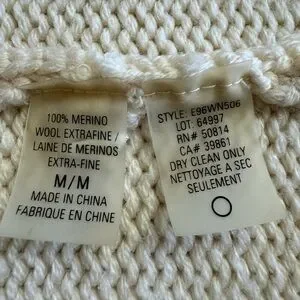 100% MERINO
WOOL EXTRAFINE /
LAINE DE MERINOS
EXTRA-FINE
M/M
MADE IN CHINA
FABRIQUE EN CHINE
STYLE: E96WN506
LOT: 64997
RN# 50814
CA# 39861
DRY CLEAN ONLY
NETTOYAGE A SEC
SEULEMENT